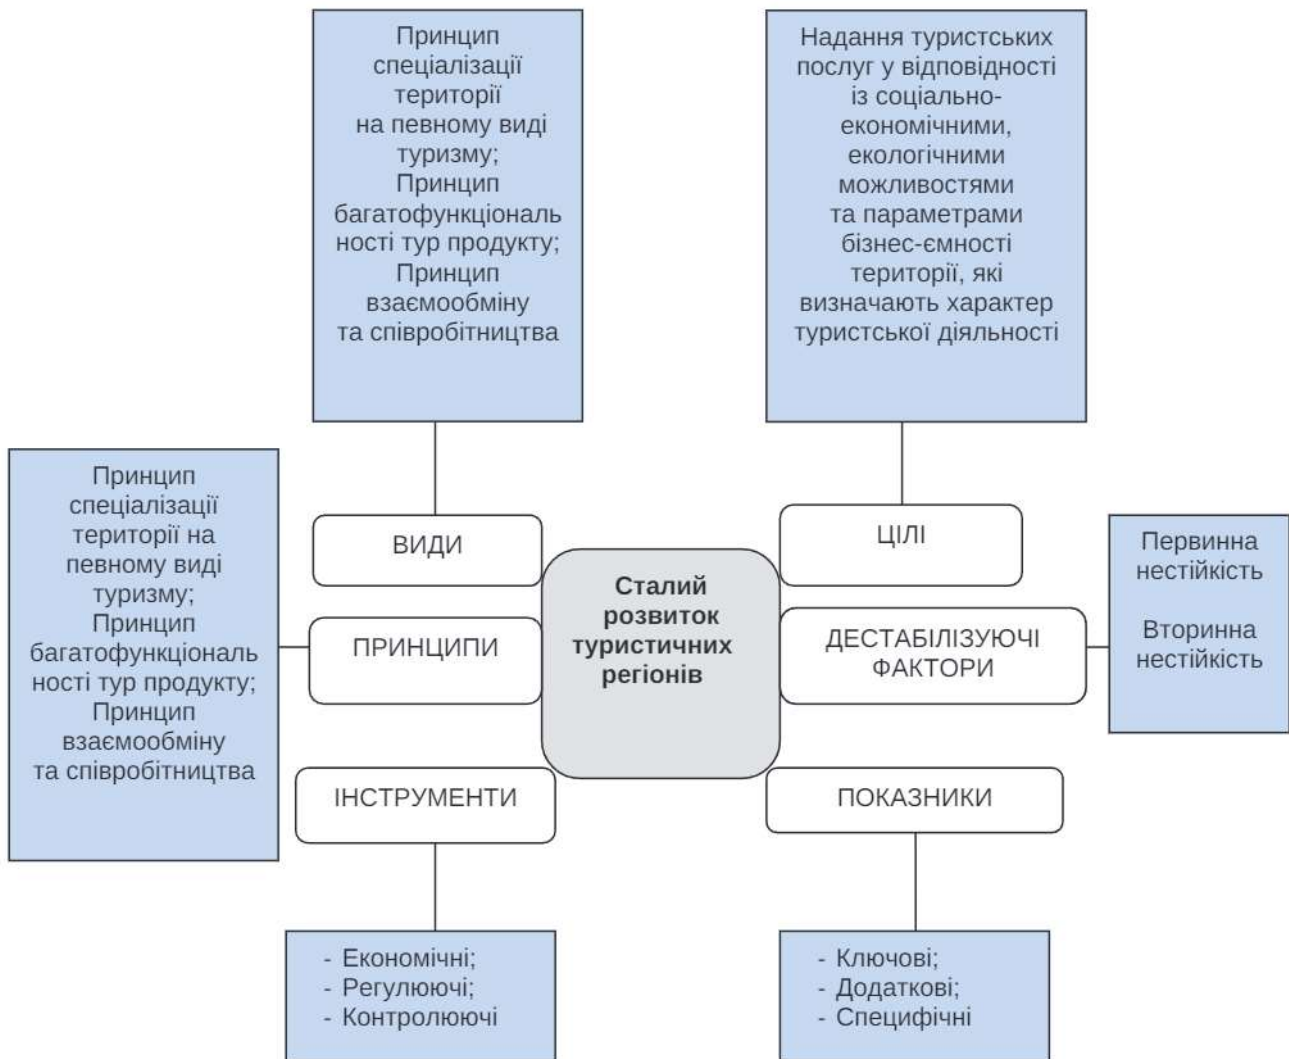 Принцип
спеціалізації
території
на певному виді
туризму;
Принцип
багатофункціональ
ності тур продукту;
Принцип
взаємообміну
та співробітництва
Надання туристських
послуг у відповідності
із соціально-
економічними,
екологічними
можливостями
та параметрами
бізнес-ємності
території, які
визначають характер
туристської діяльності
Принцип
спеціалізації
території на
певному виді
туризму;
Принцип
багатофункціональ
ності тур продукту;
Принцип
взаємообміну
та співробітництва
ВИДИ
ПРИНЦИПИ
ІНСТРУМЕНТИ
Сталий
розвиток
туристичних
регіонів
ЦІЛІ
ДЕСТАБІЛІЗУЮЧІ
ФАКТОРИ
ПОКАЗНИКИ
Первинна
нестійкість
Вторинна
нестійкість
- Економічні;
- Регулюючі;
- Контролюючі
- Ключові;
- Додаткові;
- Специфічні